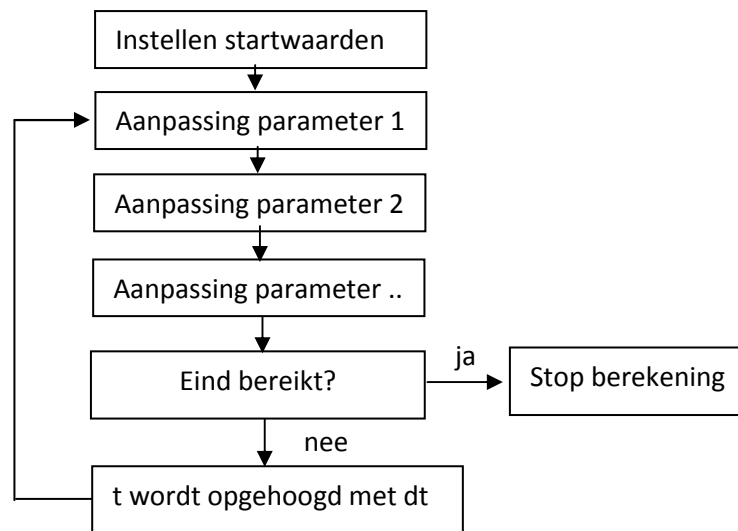 Instellen startwaarden
Aanpassing parameter 1
Aanpassing parameter 2
Aanpassing parameter ..
Eind bereikt?
ja
Stop berekening
nee
t wordt opgehoogd met dt